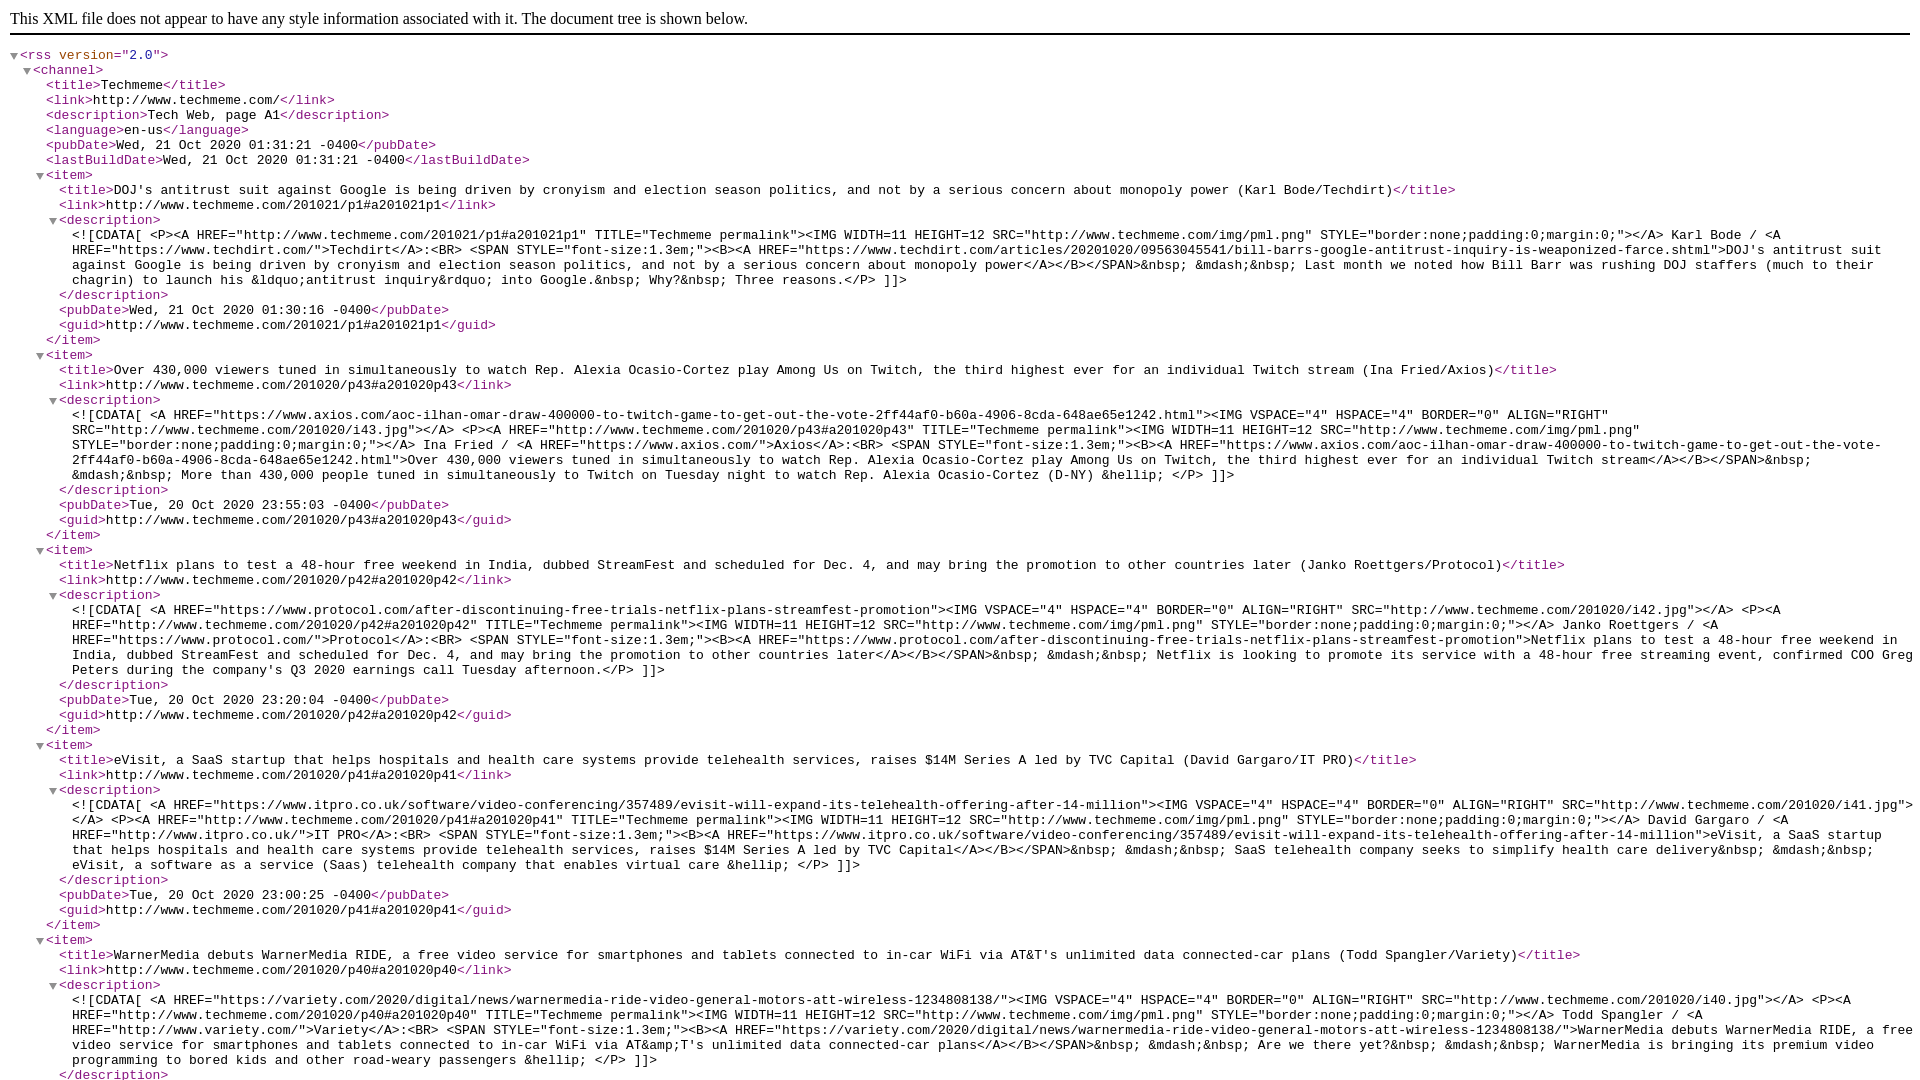 This XML file does not appear to have any style information associated with it. The document tree is shown below.
<rss version="2.0">
<channel>
<title>Techmeme</title>
<link>http://www.techmeme.com/</link>
<description>Tech Web, page A1</description>
<language>en-us</language>
<pubDate>Wed, 21 Oct 2020 01:31:21 -0400</pubDate>
<lastBuildDate>Wed, 21 Oct 2020 01:31:21 -0400</lastBuildDate>
<item>
<title>DOJ's antitrust suit against Google is being driven by cronyism and election season politics, and not by a serious concern about monopoly power (Karl Bode/Techdirt)</title>
<link>http://www.techmeme.com/201021/p1#a201021p1</link>
<description>
<![CDATA[ <P><A HREF="http://www.techmeme.com/201021/p1#a201021p1" TITLE="Techmeme permalink"><IMG WIDTH=11 HEIGHT=12 SRC="http://www.techmeme.com/img/pml.png" STYLE="border:none;padding:0;margin:0;"></A> Karl Bode / <A
HREF="https://www.techdirt.com/">Techdirt</A>:<BR> <SPAN STYLE="font-size:1.3em;"><B><A HREF="https://www.techdirt.com/articles/20201020/09563045541/bill-barrs-google-antitrust-inquiry-is-weaponized-farce.shtml">DOJ's antitrust suit
against Google is being driven by cronyism and election season politics, and not by a serious concern about monopoly power</A></B></SPAN>&nbsp; &mdash;&nbsp; Last month we noted how Bill Barr was rushing DOJ staffers (much to their
chagrin) to launch his &ldquo;antitrust inquiry&rdquo; into Google.&nbsp; Why?&nbsp; Three reasons.</P> ]]>
</description>
<pubDate>Wed, 21 Oct 2020 01:30:16 -0400</pubDate>
<guid>http://www.techmeme.com/201021/p1#a201021p1</guid>
</item>
<item>
<title>Over 430,000 viewers tuned in simultaneously to watch Rep. Alexia Ocasio-Cortez play Among Us on Twitch, the third highest ever for an individual Twitch stream (Ina Fried/Axios)</title>
<link>http://www.techmeme.com/201020/p43#a201020p43</link>
<description>
<![CDATA[ <A HREF="https://www.axios.com/aoc-ilhan-omar-draw-400000-to-twitch-game-to-get-out-the-vote-2ff44af0-b60a-4906-8cda-648ae65e1242.html"><IMG VSPACE="4" HSPACE="4" BORDER="0" ALIGN="RIGHT"
SRC="http://www.techmeme.com/201020/i43.jpg"></A> <P><A HREF="http://www.techmeme.com/201020/p43#a201020p43" TITLE="Techmeme permalink"><IMG WIDTH=11 HEIGHT=12 SRC="http://www.techmeme.com/img/pml.png"
STYLE="border:none;padding:0;margin:0;"></A> Ina Fried / <A HREF="https://www.axios.com/">Axios</A>:<BR> <SPAN STYLE="font-size:1.3em;"><B><A HREF="https://www.axios.com/aoc-ilhan-omar-draw-400000-to-twitch-game-to-get-out-the-vote-
2ff44af0-b60a-4906-8cda-648ae65e1242.html">Over 430,000 viewers tuned in simultaneously to watch Rep. Alexia Ocasio-Cortez play Among Us on Twitch, the third highest ever for an individual Twitch stream</A></B></SPAN>&nbsp;
&mdash;&nbsp; More than 430,000 people tuned in simultaneously to Twitch on Tuesday night to watch Rep. Alexia Ocasio-Cortez (D-NY) &hellip; </P> ]]>
</description>
<pubDate>Tue, 20 Oct 2020 23:55:03 -0400</pubDate>
<guid>http://www.techmeme.com/201020/p43#a201020p43</guid>
</item>
<item>
<title>Netflix plans to test a 48-hour free weekend in India, dubbed StreamFest and scheduled for Dec. 4, and may bring the promotion to other countries later (Janko Roettgers/Protocol)</title>
<link>http://www.techmeme.com/201020/p42#a201020p42</link>
<description>
<![CDATA[ <A HREF="https://www.protocol.com/after-discontinuing-free-trials-netflix-plans-streamfest-promotion"><IMG VSPACE="4" HSPACE="4" BORDER="0" ALIGN="RIGHT" SRC="http://www.techmeme.com/201020/i42.jpg"></A> <P><A
HREF="http://www.techmeme.com/201020/p42#a201020p42" TITLE="Techmeme permalink"><IMG WIDTH=11 HEIGHT=12 SRC="http://www.techmeme.com/img/pml.png" STYLE="border:none;padding:0;margin:0;"></A> Janko Roettgers / <A
HREF="https://www.protocol.com/">Protocol</A>:<BR> <SPAN STYLE="font-size:1.3em;"><B><A HREF="https://www.protocol.com/after-discontinuing-free-trials-netflix-plans-streamfest-promotion">Netflix plans to test a 48-hour free weekend in
India, dubbed StreamFest and scheduled for Dec. 4, and may bring the promotion to other countries later</A></B></SPAN>&nbsp; &mdash;&nbsp; Netflix is looking to promote its service with a 48-hour free streaming event, confirmed COO Greg
Peters during the company's Q3 2020 earnings call Tuesday afternoon.</P> ]]>
</description>
<pubDate>Tue, 20 Oct 2020 23:20:04 -0400</pubDate>
<guid>http://www.techmeme.com/201020/p42#a201020p42</guid>
</item>
<item>
<title>eVisit, a SaaS startup that helps hospitals and health care systems provide telehealth services, raises $14M Series A led by TVC Capital (David Gargaro/IT PRO)</title>
<link>http://www.techmeme.com/201020/p41#a201020p41</link>
<description>
<![CDATA[ <A HREF="https://www.itpro.co.uk/software/video-conferencing/357489/evisit-will-expand-its-telehealth-offering-after-14-million"><IMG VSPACE="4" HSPACE="4" BORDER="0" ALIGN="RIGHT" SRC="http://www.techmeme.com/201020/i41.jpg">
</A> <P><A HREF="http://www.techmeme.com/201020/p41#a201020p41" TITLE="Techmeme permalink"><IMG WIDTH=11 HEIGHT=12 SRC="http://www.techmeme.com/img/pml.png" STYLE="border:none;padding:0;margin:0;"></A> David Gargaro / <A
HREF="http://www.itpro.co.uk/">IT PRO</A>:<BR> <SPAN STYLE="font-size:1.3em;"><B><A HREF="https://www.itpro.co.uk/software/video-conferencing/357489/evisit-will-expand-its-telehealth-offering-after-14-million">eVisit, a SaaS startup
that helps hospitals and health care systems provide telehealth services, raises $14M Series A led by TVC Capital</A></B></SPAN>&nbsp; &mdash;&nbsp; SaaS telehealth company seeks to simplify health care delivery&nbsp; &mdash;&nbsp;
eVisit, a software as a service (Saas) telehealth company that enables virtual care &hellip; </P> ]]>
</description>
<pubDate>Tue, 20 Oct 2020 23:00:25 -0400</pubDate>
<guid>http://www.techmeme.com/201020/p41#a201020p41</guid>
</item>
<item>
<title>WarnerMedia debuts WarnerMedia RIDE, a free video service for smartphones and tablets connected to in-car WiFi via AT&T's unlimited data connected-car plans (Todd Spangler/Variety)</title>
<link>http://www.techmeme.com/201020/p40#a201020p40</link>
<description>
<![CDATA[ <A HREF="https://variety.com/2020/digital/news/warnermedia-ride-video-general-motors-att-wireless-1234808138/"><IMG VSPACE="4" HSPACE="4" BORDER="0" ALIGN="RIGHT" SRC="http://www.techmeme.com/201020/i40.jpg"></A> <P><A
HREF="http://www.techmeme.com/201020/p40#a201020p40" TITLE="Techmeme permalink"><IMG WIDTH=11 HEIGHT=12 SRC="http://www.techmeme.com/img/pml.png" STYLE="border:none;padding:0;margin:0;"></A> Todd Spangler / <A
HREF="http://www.variety.com/">Variety</A>:<BR> <SPAN STYLE="font-size:1.3em;"><B><A HREF="https://variety.com/2020/digital/news/warnermedia-ride-video-general-motors-att-wireless-1234808138/">WarnerMedia debuts WarnerMedia RIDE, a free
video service for smartphones and tablets connected to in-car WiFi via AT&amp;T's unlimited data connected-car plans</A></B></SPAN>&nbsp; &mdash;&nbsp; Are we there yet?&nbsp; &mdash;&nbsp; WarnerMedia is bringing its premium video
programming to bored kids and other road-weary passengers &hellip; </P> ]]>
</description>